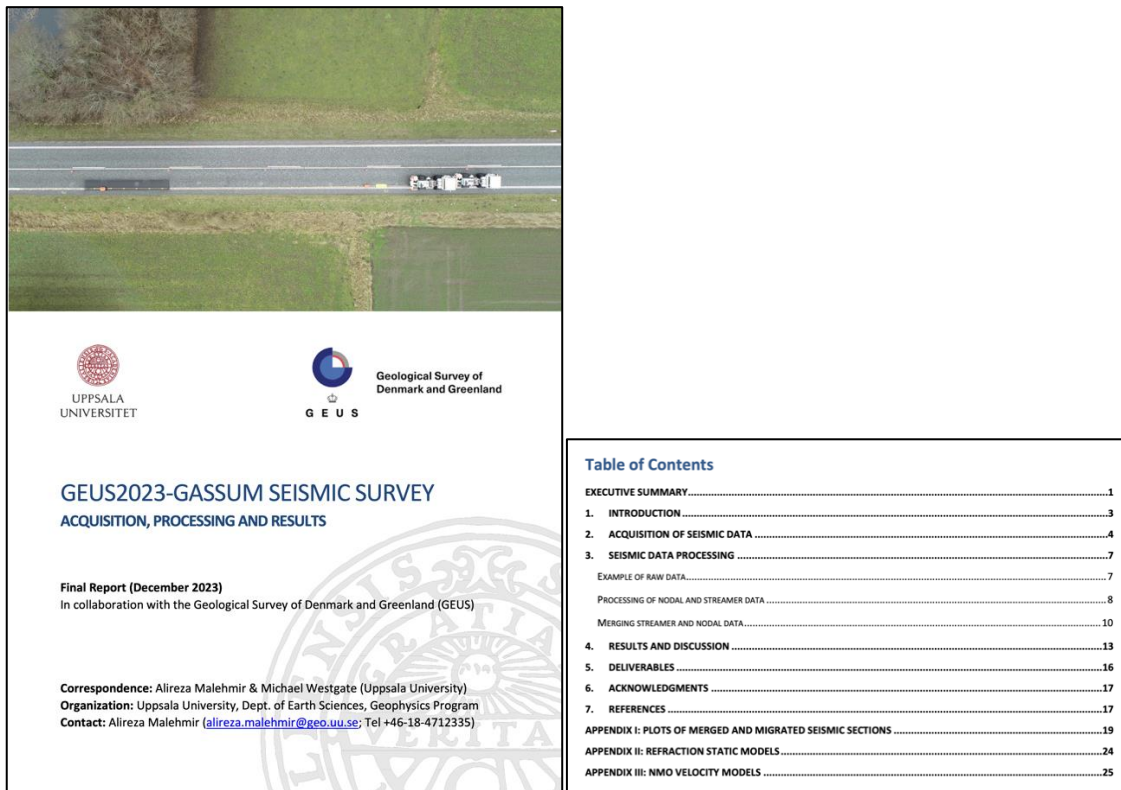 UPPSALA
UNIVERSITET
Geological Survey of
Denmark and Greenland
G E U S
GEUS2023-GASSUM SEISMIC SURVEY
ACQUISITION, PROCESSING AND RESULTS
Final Report (December 2023)
In collaboration with the Geological Survey of Denmark and Greenland (GEUS)
Correspondence: Alireza Malehmir & Michael Westgate (Uppsala University)
Organization: Uppsala University, Dept. of Earth Sciences, Geophysics Program
Contact: Alireza Malehmir (alireza.malehmir@geo.uu.se; Tel +46-18-4712335)
Table of Contents
EXECUTIVE SUMMARY...1
1. INTRODUCTION...3
2. ACQUISITION OF SEISMIC DATA...4
3. SEISMIC DATA PROCESSING...7
EXAMPLE OF RAW DATA...7
PROCESSING OF NODAL AND STREAMER DATA...8
MERGING STREAMER AND NODAL DATA...10
4. RESULTS AND DISCUSSION...13
5. DELIVERABLES...16
6. ACKNOWLEDGMENTS...17
7. REFERENCES...17
APPENDIX I: PLOTS OF MERGED AND MIGRATED SEISMIC SECTIONS...19
APPENDIX II: REFRACTION STATIC MODELS...24
APPENDIX III: NMO VELOCITY MODELS...25